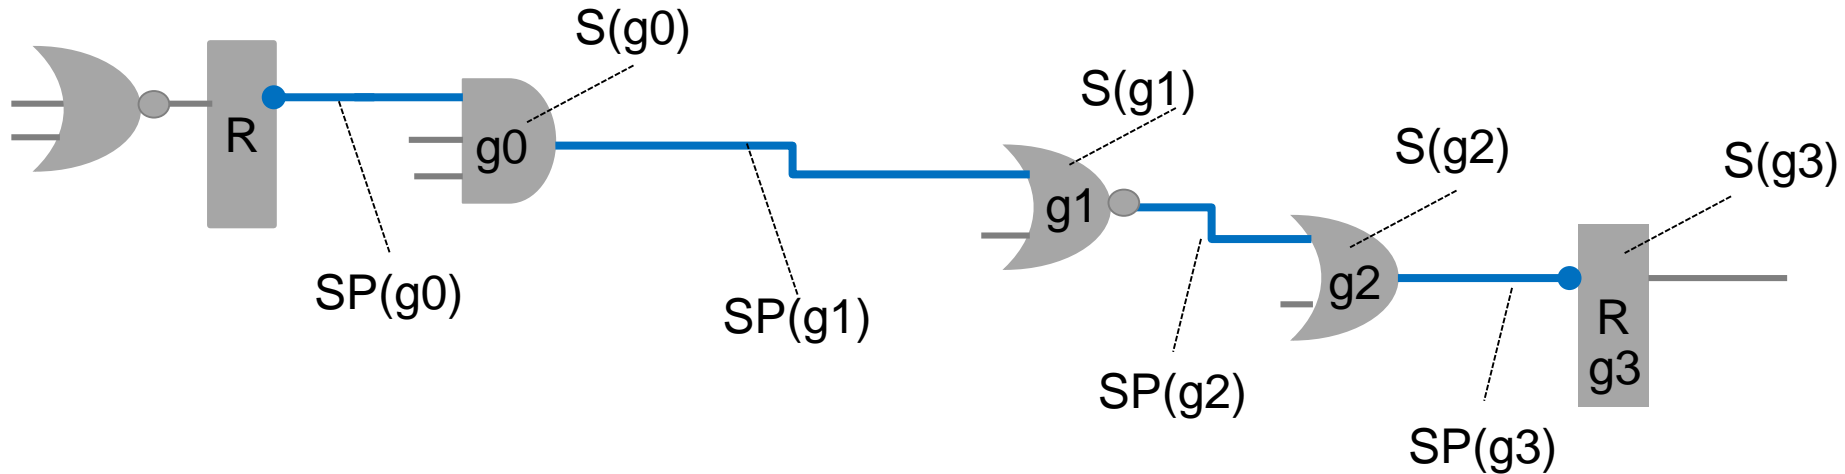 S(g0)
S(g1)
S(g2)
S(g3)
R
g0
g1
g2
R
g3
SP(g0)
SP(g1)
SP(g2)
SP(g3)